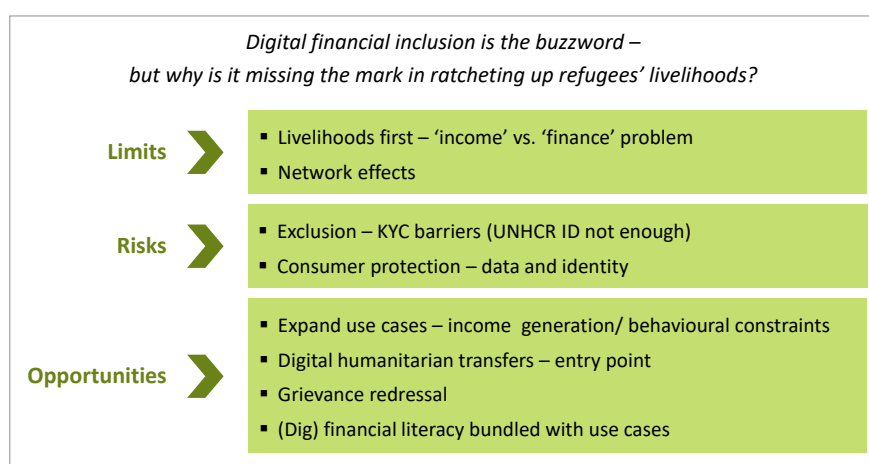 Digital financial inclusion is the buzzword –
but why is it missing the mark in ratcheting up refugees' livelihoods?
Limits
▪ Livelihoods first – 'income' vs. 'finance' problem
▪ Network effects
Risks
▪ Exclusion – KYC barriers (UNHCR ID not enough)
▪ Consumer protection – data and identity
Opportunities
▪ Expand use cases – income  generation/ behavioural constraints
▪ Digital humanitarian transfers – entry point
▪ Grievance redressal
▪ (Dig) financial literacy bundled with use cases